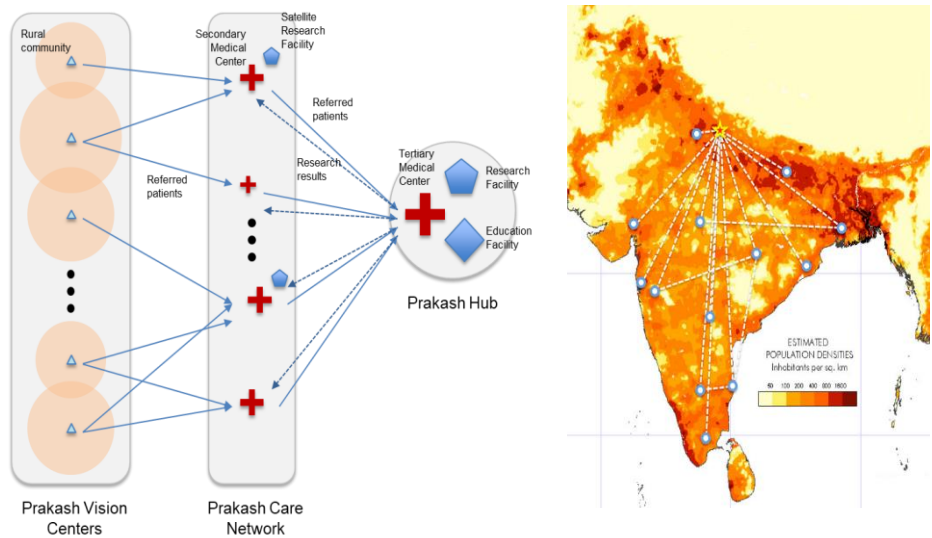 Rural
community
Secondary
Medical
Center
Satellite
Research
Facility
Referred
patients
Referred
patients
Research
results
Tertiary
Medical
Center
Research
Facility
Education
Facility
Prakash Hub
Prakash Vision
Centers
Prakash Care
Network
ESTIMATED
POPULATION DENSITIES
Inhabitants per sq. km
50 100 200 400 800 1600